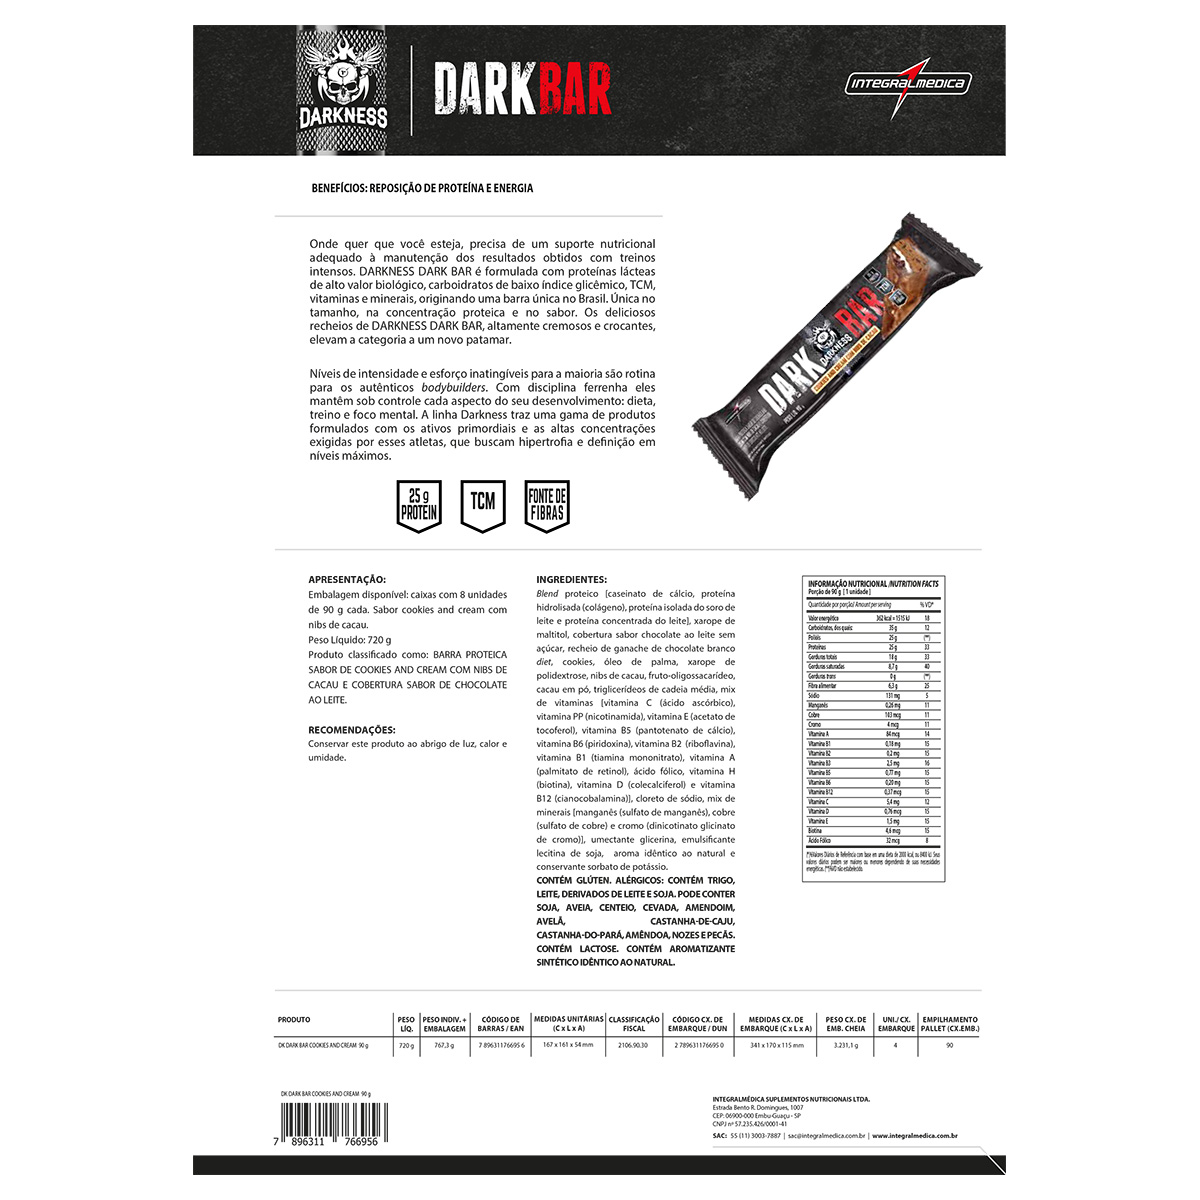 DARKNESS
DARKBAR
INTEGRALMEDICA
BENEFÍCIOS: REPOSIÇÃO DE PROTEÍNA E ENERGIA
Onde quer que você esteja, precisa de um suporte nutricional
adequado à manutenção dos resultados obtidos com treinos
intensos. DARKNESS DARK BAR é formulada com proteínas lácteas
de alto valor biológico, carboidratos de baixo índice glicêmico, TCM,
vitaminas e minerais, originando uma barra única no Brasil. Única no
tamanho, na concentração proteica e no sabor. Os deliciosos
recheios de DARKNESS DARK BAR, altamente cremosos e crocantes,
elevam a categoria a um novo patamar.
Níveis de intensidade e esforço inatingíveis para a maioria são rotina
para os autênticos bodybuilders. Com disciplina ferrenha eles
mantêm sob controle cada aspecto do seu desenvolvimento: dieta,
treino e foco mental. A linha Darkness traz uma gama de produtos
formulados com os ativos primordiais e as altas concentrações
exigidas por esses atletas, que buscam hipertrofia e definição em
níveis máximos.
DARK BAR
DARKNESS
COOKIES AND CREAM COM NIBS DE CACAU
25 g
PROTEIN
TCM
FONTE DE
FIBRAS
APRESENTAÇÃO:
Embalagem disponível: caixas com 8 unidades
de 90 g cada. Sabor cookies and cream com
nibs de cacau.
Peso Líquido: 720 g
Produto classificado como: BARRA PROTEICA
SABOR DE COOKIES AND CREAM COM NIBS DE
CACAU E COBERTURA SABOR DE CHOCOLATE
AO LEITE.
RECOMENDAÇÕES:
Conservar este produto ao abrigo de luz, calor e
umidade.
INGREDIENTES:
Blend proteico [caseinato de cálcio, proteína
hidrolisada (colágeno), proteína isolada do soro de
leite e proteína concentrada do leite], xarope de
maltitol, cobertura sabor chocolate ao leite sem
açúcar, recheio de ganache de chocolate branco
diet, cookies, óleo de palma, xarope de
polidextrose, nibs de cacau, fruto-oligossacarídeo,
cacau em pó, triglicerídeos de cadeia média, mix
de vitaminas [vitamina C (ácido ascórbico),
vitamina PP (nicotinamida), vitamina E (acetato de
tocoferol), vitamina B5 (pantotenato de cálcio),
vitamina B6 (piridoxina), vitamina B2 (riboflavina),
vitamina B1 (tiamina mononitrato), vitamina A
(palmitato de retinol), ácido fólico, vitamina H
(biotina), vitamina D (colecalciferol) e vitamina
B12 (cianocobalamina)], cloreto de sódio, mix de
minerais [manganês (sulfato de manganês), cobre
(sulfato de cobre) e cromo (dinicotinato glicinato
de cromo)], umectante glicerina, emulsificante
lecitina de soja, aroma idêntico ao natural e
conservante sorbato de potássio.
CONTÉM GLÚTEN. ALÉRGICOS: CONTÉM TRIGO,
LEITE, DERIVADOS DE LEITE E SOJA. PODE CONTER
SOJA, AVEIA, CENTEIO, CEVADA, AMENDOIM,
AVELÃ, CASTANHA-DE-CAJU,
CASTANHA-DO-PARÁ, AMÊNDOA, NOZES E PECÃS.
CONTÉM LACTOSE. CONTÉM AROMATIZANTE
SINTÉTICO IDÊNTICO AO NATURAL.
INFORMAÇÃO NUTRICIONAL /NUTRITION FACTS
Porção de 90 g [1 unidade]
Quantidade por porção/ Amount per serving % VD*
Valor energético 362 kcal = 1515 kJ 18
Carboidratos, dos quais: 35 g 12
Polióis 25 g (**)
Proteínas 25 g 33
Gorduras totais 18 g 33
Gorduras saturadas 8,7 g 40
Gorduras trans 0 g (**)
Fibra alimentar 6,3 g 25
Sódio 131 mg 5
Manganês 0,26 mg 11
Cobre 103 mcg 11
Cromo 4 mcg 11
Vitamina A 84 mcg 14
Vitamina B1 0,18 mg 15
Vitamina B2 0,2 mg 15
Vitamina B3 2,5 mg 16
Vitamina B5 0,77 mg 15
Vitamina B6 0,20 mg 15
Vitamina B12 0,37 mcg 15
Vitamina C 5,4 mg 12
Vitamina D 0,76 mcg 15
Vitamina E 1,5 mg 15
Biotina 4,6 mcg 15
Ácido Fólico 32 mcg 8
(*)%Valores Diários de Referência com base em uma dieta de 2000 kcal, ou 8400 kJ. Seus
valores diários podem ser maiores ou menores dependendo de suas necessidades
energéticas. (**)%VD não estabelecido.
PRODUTO PESO LÍQ. PESO INDIV. + EMBALAGEM CÓDIGO DE BARRAS / EAN MEDIDAS UNITÁRIAS (C x L x A) CLASSIFICAÇÃO FISCAL CÓDIGO CX. DE EMBARQUE / DUN MEDIDAS CX. DE EMBARQUE (C x L x A) PESO CX. DE EMB. CHEIA UNI./ CX. EMBARQUE EMPILHAMENTO PALLET (CX.EMB.)
DK DARK BAR COOKIES AND CREAM 90 g 720 g 767,3 g 7 89631176695 6 167 x 161 x 54 mm 2106.90.30 2 789631176695 0 341 x 170 x 115 mm 3.231,1 g 4 90
DK DARK BAR COOKIES AND CREAM 90 g
7 896311 766956
INTEGRALMÉDICA SUPLEMENTOS NUTRICIONAIS LTDA.
Estrada Bento R. Domingues, 1007
CEP. 06900-000 Embu-Guaçu - SP
CNPJ nº 57.235.426/0001-41
SAC: 55 (11) 3003-7887 | sac@integralmedica.com.br | www.integralmedica.com.br